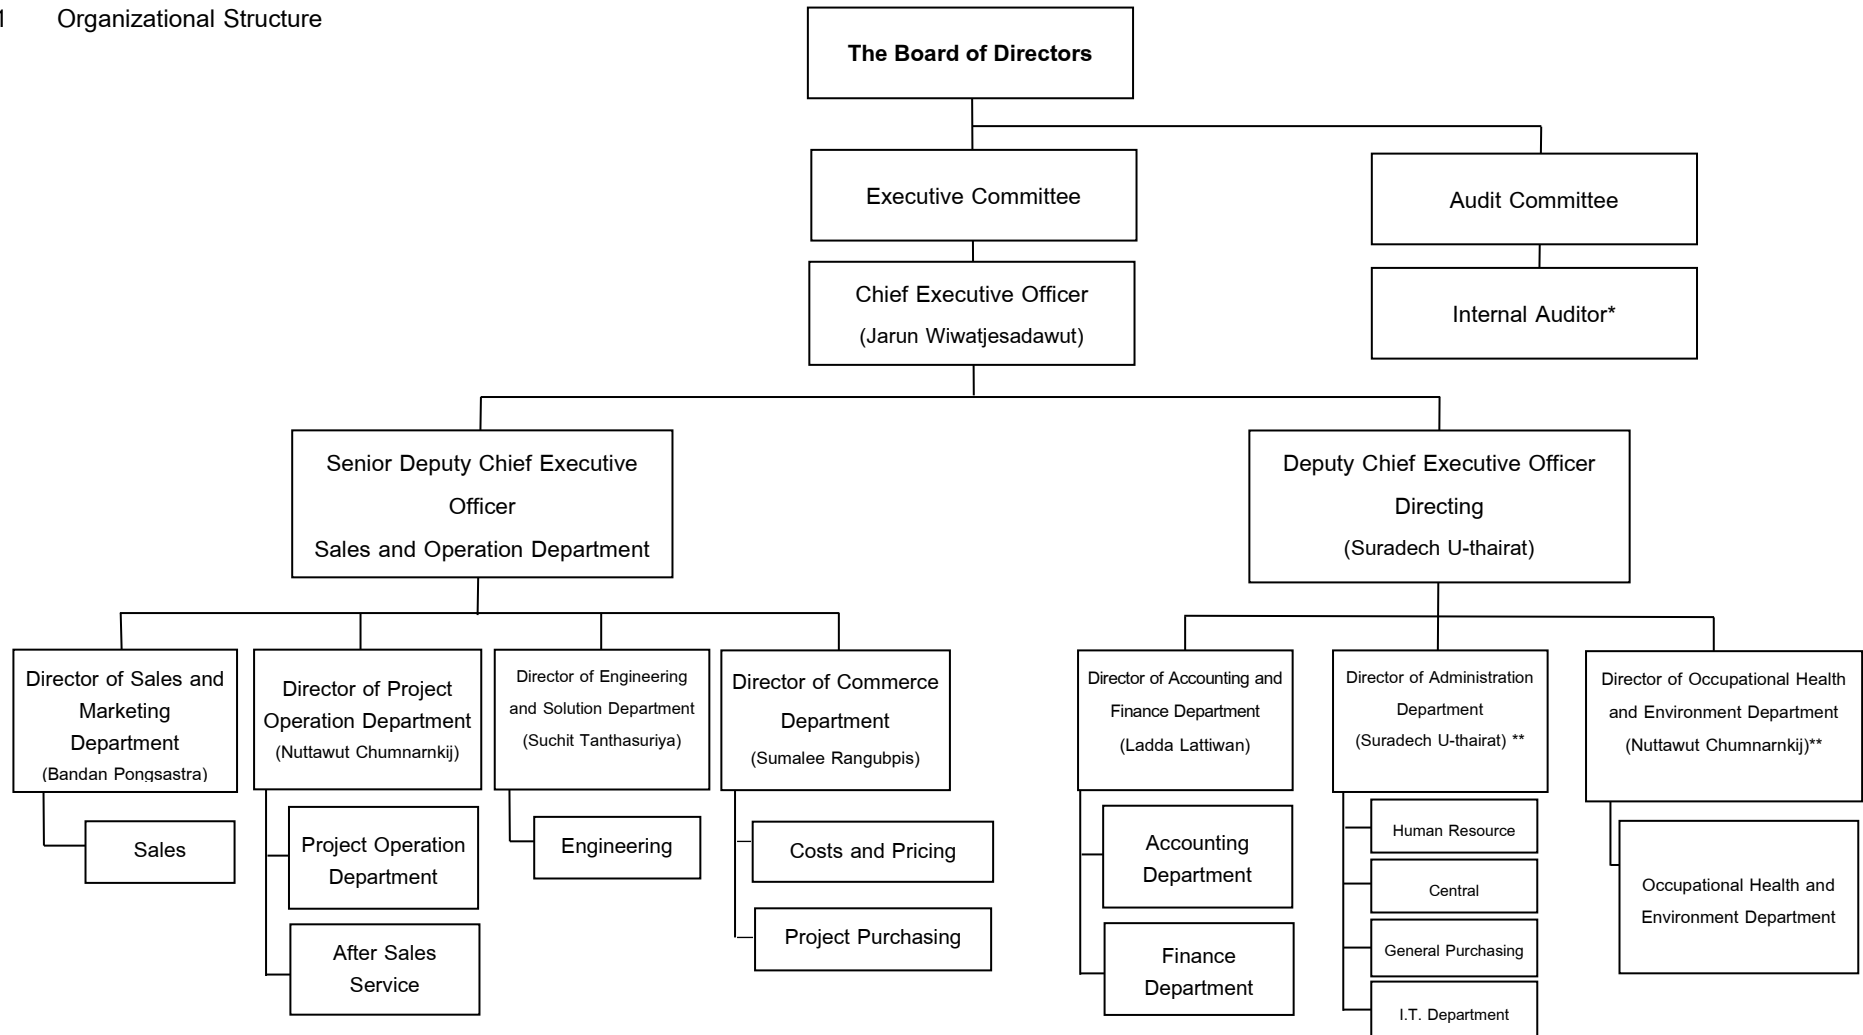 1 Organizational Structure
The Board of Directors
Executive Committee
Audit Committee
Chief Executive Officer
(Jarun Wiwatjesadawut)
Internal Auditor*
Senior Deputy Chief Executive
Officer
Sales and Operation Department
Deputy Chief Executive Officer
Directing
(Suradech U-thairat)
Director of Sales and
Marketing
Department
(Bandan Pongsastra)
Director of Project
Operation Department
(Nuttawut Chumnarnkij)
Director of Engineering
and Solution Department
(Suchit Tanthasuriya)
Director of Commerce
Department
(Sumalee Rangubpis)
Director of Accounting and
Finance Department
(Ladda Lattiwan)
Director of Administration
Department
(Suradech U-thairat) **
Director of Occupational Health
and Environment Department
(Nuttawut Chumnarnkij)**
Sales
Project Operation
Department
After Sales
Service
Engineering
Costs and Pricing
Project Purchasing
Accounting
Department
Finance
Department
Human Resource
Central
General Purchasing
I.T. Department
Occupational Health and
Environment Department